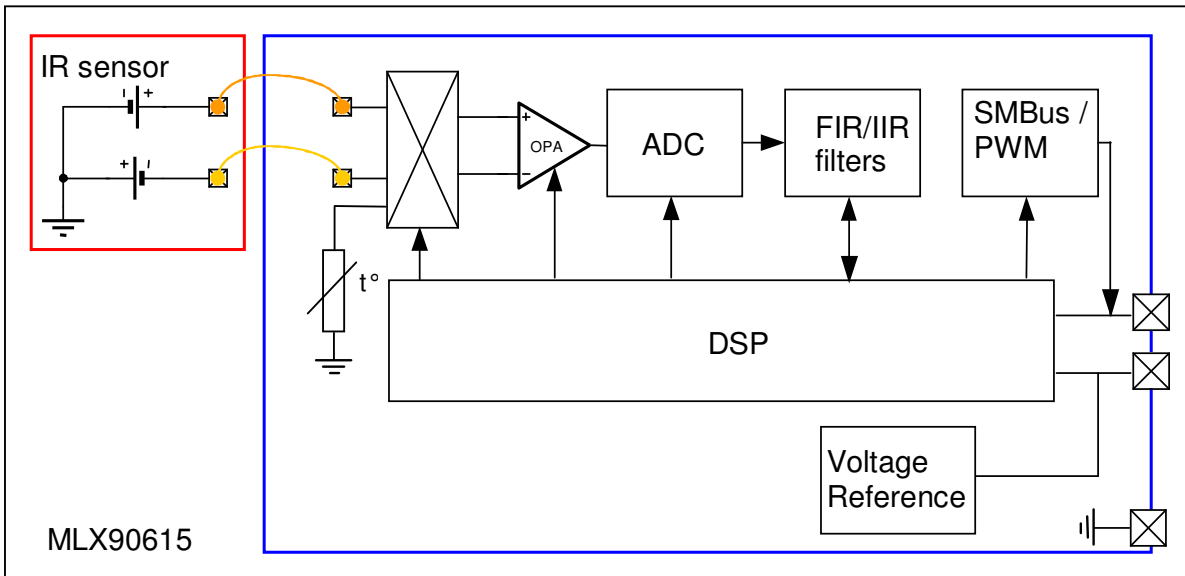 IR sensor
- +
+ -
t°
+
OPA
-
ADC
FIR/IIR
filters
SMBus /
PWM
DSP
Voltage
Reference
MLX90615